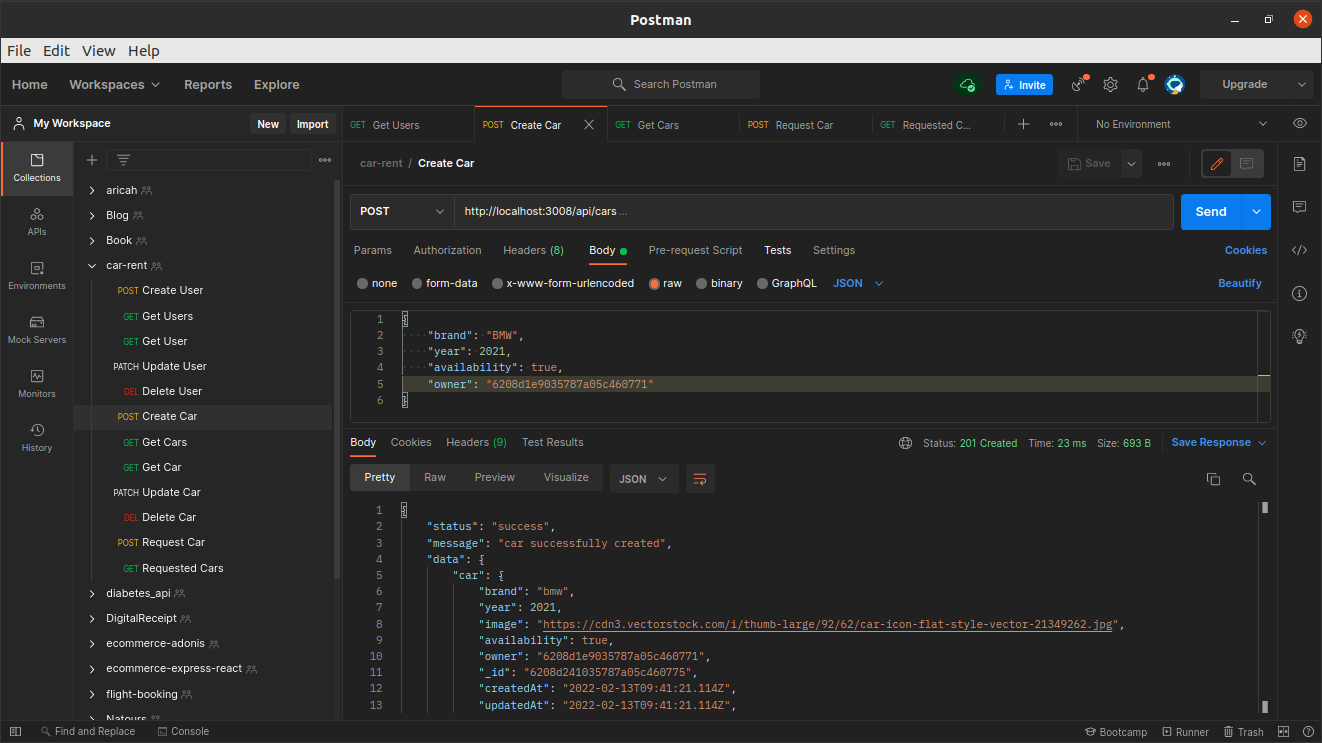 Postman
File Edit View Help
Home Workspaces Reports Explore Search Postman Invite Upgrade
My Workspace New Import
GET Get Users POST Create Car GET Get Cars POST Request Car GET Requested C... No Environment
Collections
APIs
Environments
Mock Servers
Monitors
History
aricah
Blog
Book
car-rent
POST Create User
GET Get Users
GET Get User
PATCH Update User
DEL Delete User
POST Create Car
GET Get Cars
GET Get Car
PATCH Update Car
DEL Delete Car
POST Request Car
GET Requested Cars
diabetes_api
DigitalReceipt
ecommerce-adonis
ecommerce-express-react
flight-booking
Natours
car-rent / Create Car Save
POST http://localhost:3008/api/cars ... Send
Params Authorization Headers (8) Body Pre-request Script Tests Settings Cookies
none form-data x-www-form-urlencoded raw binary GraphQL JSON Beautify
1 {
2 "brand": "BMW",
3 "year": 2021,
4 "availability": true,
5 "owner": "6208d1e9035787a05c460771"
6 }
Body Cookies Headers (9) Test Results Status: 201 Created Time: 23 ms Size: 693 B Save Response
Pretty Raw Preview Visualize JSON
1 {
2 "status": "success",
3 "message": "car successfully created",
4 "data": {
5 "car": {
6 "brand": "bmw",
7 "year": 2021,
8 "image": "https://cdn3.vectorstock.com/i/thumb-large/92/62/car-icon-flat-style-vector-21349262.jpg",
9 "availability": true,
10 "owner": "6208d1e9035787a05c460771",
11 "_id": "6208d241035787a05c460775",
12 "createdAt": "2022-02-13T09:41:21.114Z",
13 "updatedAt": "2022-02-13T09:41:21.114Z",
Find and Replace Console Bootcamp Runner Trash